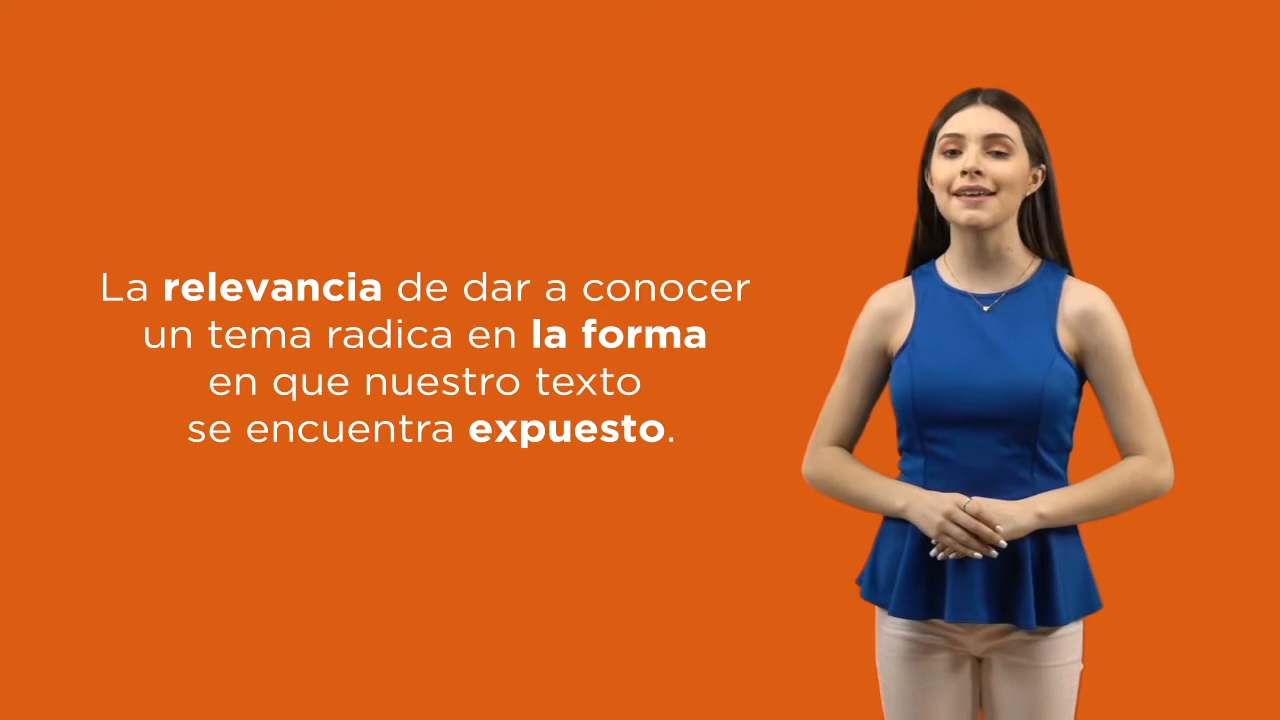 La relevancia de dar a conocer
un tema radica en la forma
en que nuestro texto
se encuentra expuesto.